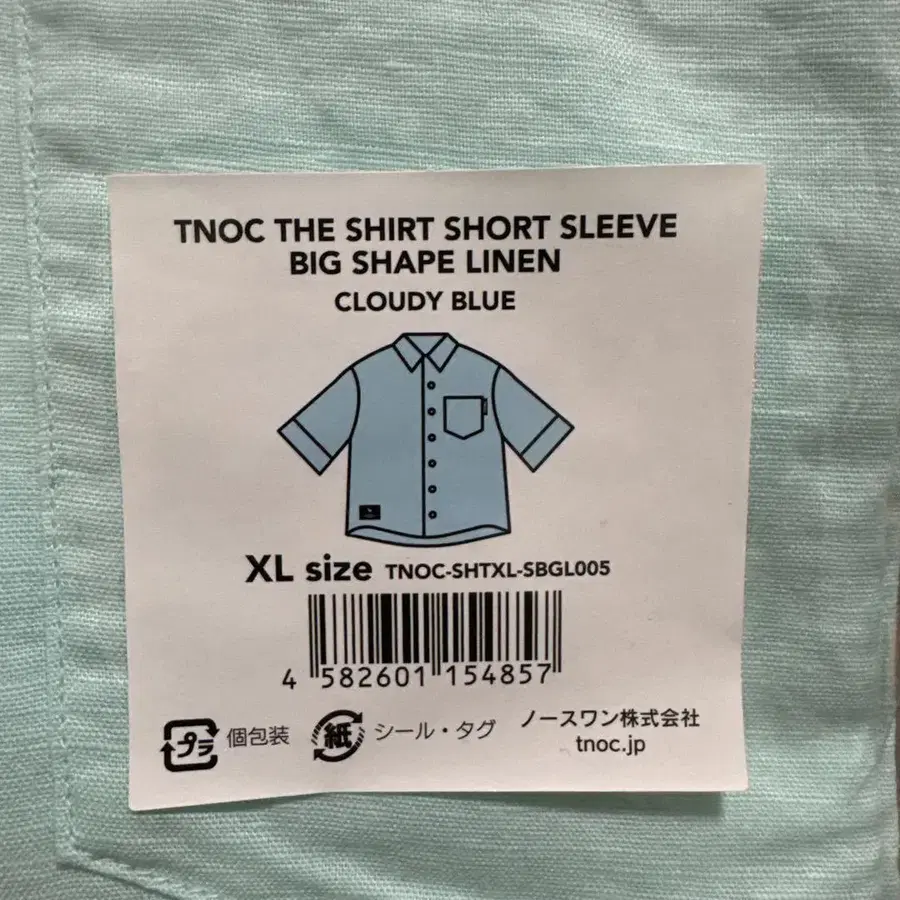 TNOC THE SHIRT SHORT SLEEVE
BIG SHAPE LINEN
CLOUDY BLUE
XL size TNOC-SHTXL-SBGL005
4 582601 154857
プラ 個包装 紙 シール・タグ ノースワン株式会社
tnoc.jp